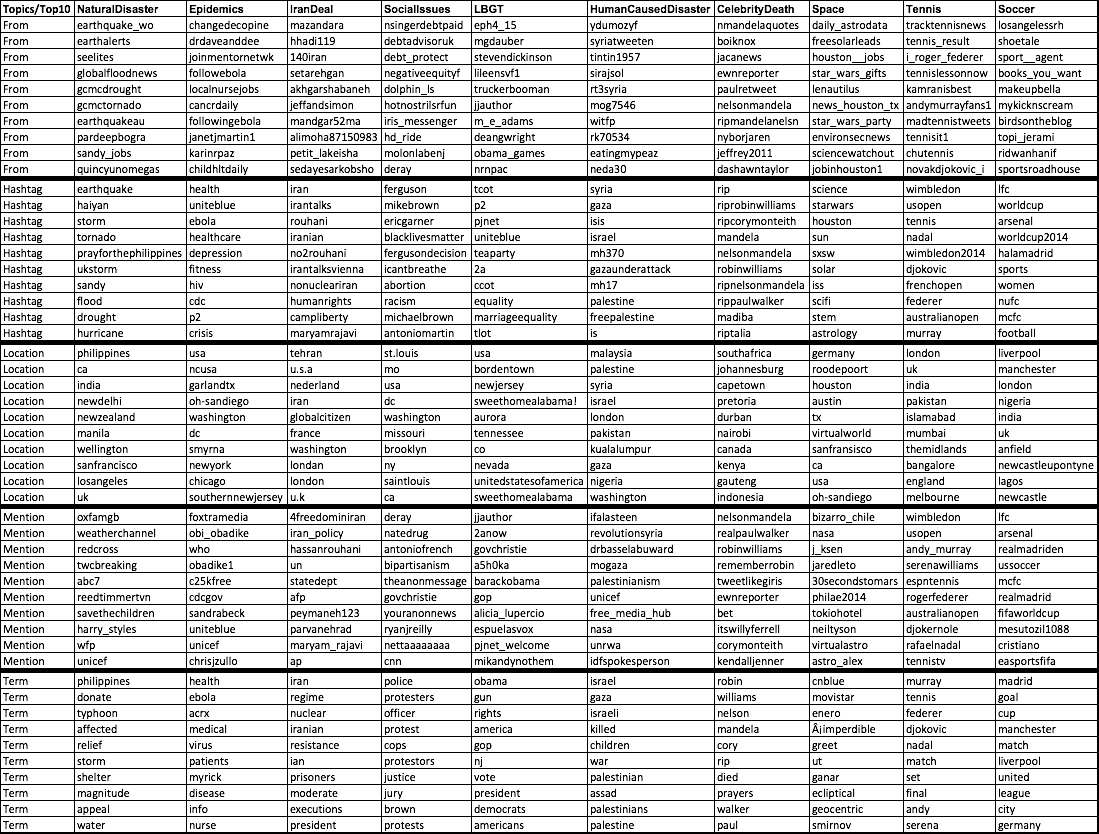 Topics/Top10 NaturalDisaster Epidemics IranDeal SocialIssues LBGT HumanCausedDisaster CelebrityDeath Space Tennis Soccer
From earthquake_wo changedecopine mazandara nsingerdebtpaid eph4_15 ydumozyf nmandelaquotes daily_astrodata tracktennisnews losangelessrh
From earthalerts drdaveanddee hhadi119 debtadvisoruk mgdauber syriatweeten boiknox freesolarleads tennis_result shoetale
From seelites joinmentornetwk 140iran debt_protect stevendickinson tintin1957 jacanews houston__jobs i_roger_federer sport__agent
From globalfloodnews followebola setarehgan negativeequityf lileensvf1 sirajsol ewnreporter star_wars_gifts tennislessonnow books_you_want
From gcmcdrought localnursejobs akhgarshabaneh dolphin_ls truckerbooman rt3syria paulretweet lenautilus kamranisbest makeupbella
From gcmctornado cancrdaily jeffandsimon hotnostrilsrfun jjauthor mog7546 nelsonmandela news_houston_tx andymurrayfans1 mykicknscream
From earthquakeau followingebola mandgar52ma iris_messenger m_e_adams witfp ripmandelanelsn star_wars_party madtennistweets birdsontheblog
From pardeepbogra janetjmartin1 alimoha87150983 hd_ride deangwright rk70534 nyborjaren environsecnews tennisit1 topi_jerami
From sandy_jobs karinrpaz petit_lakeisha molonlabenj obama_games eatingmypeaz jeffrey2011 sciencewatchout chutennis ridwanhanif
From quincyunomegas childhltdaily sedayesarkobsho deray nrnpac neda30 dashawntaylor jobinhouston1 novakdjokovic_i sportsroadhouse
Hashtag earthquake health iran ferguson tcot syria rip science wimbledon lfc
Hashtag haiyan uniteblue irantalks mikebrown p2 gaza riprobinwilliams starwars usopen worldcup
Hashtag storm ebola rouhani ericgarner pjnet isis ripcorymonteith houston tennis arsenal
Hashtag tornado healthcare iranian blacklivesmatter uniteblue israel mandela sun nadal worldcup2014
Hashtag prayforthephilippines depression no2rouhani fergusondecision teaparty mh370 nelsonmandela sxsw wimbledon2014 halamadrid
Hashtag ukstorm fitness irantalksvienna icantbreathe 2a gazaunderattack robinwilliams solar djokovic sports
Hashtag sandy hiv nonucleariran abortion ccot mh17 ripnelsonmandela iss frenchopen women
Hashtag flood cdc humanrights racism equality palestine rippaulwalker scifi federer nufc
Hashtag drought p2 campliberty michaelbrown marriageequality freepalestine madiba stem australianopen mcfc
Hashtag hurricane crisis maryamrajavi antoniomartin tlot is riptalia astrology murray football
Location philippines usa tehran st.louis usa malaysia southafrica germany london liverpool
Location ca ncusa u.s.a mo bordentown palestine johannesburg roodepoort uk manchester
Location india garlandtx nederland usa newjersey syria capetown houston india london
Location newdelhi oh-sandiego iran dc sweethomealabama! israel pretoria austin pakistan nigeria
Location newzealand washington globalcitizen washington aurora london durban tx islamabad india
Location manila dc france missouri tennessee pakistan nairobi virtualworld mumbai uk
Location wellington smyrna washington brooklyn co kualalumpur canada sanfransisco themidlands anfield
Location sanfrancisco newyork londan ny nevada gaza kenya ca bangalore newcastleupontyne
Location losangeles chicago london saintlouis unitedstatesofamerica nigeria gauteng usa england lagos
Location uk southernnewjersey u.k ca sweethomealabama washington indonesia oh-sandiego melbourne newcastle
Mention oxfamgb foxtramedia 4freedominiran deray jjauthor ifalasteen nelsonmandela bizarro_chile wimbledon lfc
Mention weatherchannel obi_obadike iran_policy natedrug 2anow revolutionsyria realpaulwalker nasa usopen arsenal
Mention redcross who hassanrouhani antoniofrench govchristie drbasselabuward robinwilliams j_ksen andy_murray realmadriden
Mention twcbreaking obadike1 un bipartisanism a5h0ka mogaza rememberrobin jaredleto serenawilliams ussoccer
Mention abc7 c25kfree statedept theanonmessage barackobama palestinianism tweetlikegiris 30secondstomars espntennis mcfc
Mention reedtimmertvn cdcgov afp govchristie gop unicef ewnreporter philae2014 rogerfederer realmadrid
Mention savethechildren sandrabeck peymaneh123 youranonnews alicia_lupercio free_media_hub bet tokiohotel australianopen fifaworldcup
Mention harry_styles uniteblue parvanehrad ryanjreilly espuelasvox nasa itswillyferrell neiltyson djokernole mesutozil1088
Mention wfp unicef maryam_rajavi nettaaaaaaaa pjnet_welcome unrwa corymonteith virtualastro rafaelnadal cristiano
Mention unicef chrisjzullo ap cnn mikandynothem idfspokesperson kendalljenner astro_alex tennistv easportsfifa
Term philippines health iran police obama israel robin cnblue murray madrid
Term donate ebola regime protesters gun gaza williams movistar tennis goal
Term typhoon acrx nuclear officer rights israeli nelson enero federer cup
Term affected medical iranian protest america killed mandela Â¡imperdible djokovic manchester
Term relief virus resistance cops gop children cory greet nadal match
Term storm patients ian protestors nj war rip ut match liverpool
Term shelter myrick prisoners justice vote palestinian died ganar set united
Term magnitude disease moderate jury president assad prayers ecliptical final league
Term appeal info executions brown democrats palestinians walker geocentric andy city
Term water nurse president protests americans palestine paul smirnov serena germany